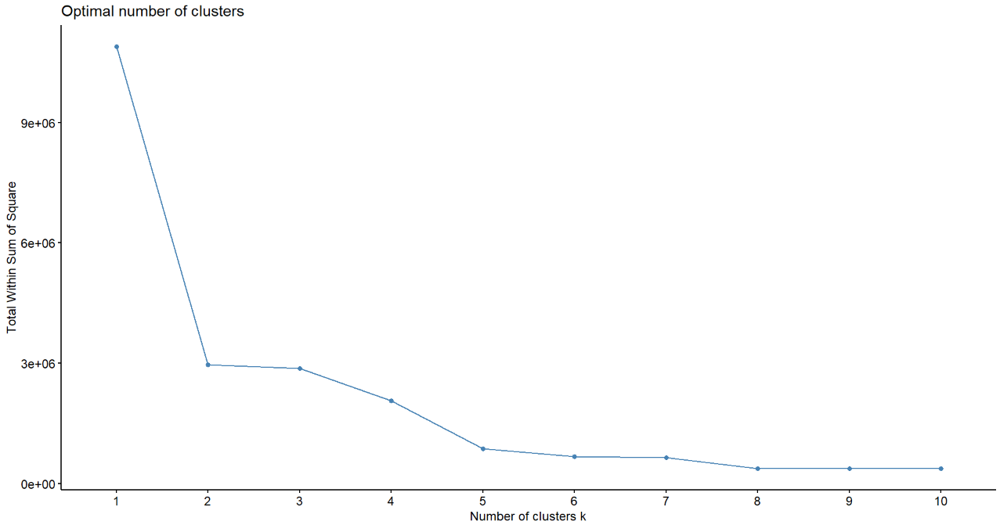 Optimal number of clusters
Total Within Sum of Square
9e+06
6e+06
3e+06
0e+00
1 2 3 4 5 6 7 8 9 10
Number of clusters k